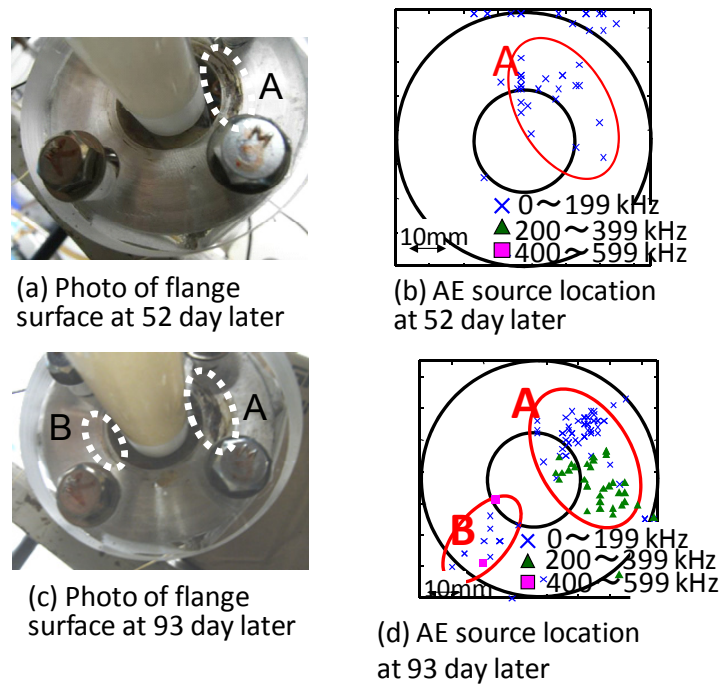 A
(a) Photo of flange
surface at 52 day later
A
0～199 kHz
200～399 kHz
400～599 kHz
10mm
(b) AE source location
at 52 day later
B
A
(c) Photo of flange
surface at 93 day later
A
B
0～199 kHz
200～399 kHz
400～599 kHz
10mm
(d) AE source location
at 93 day later